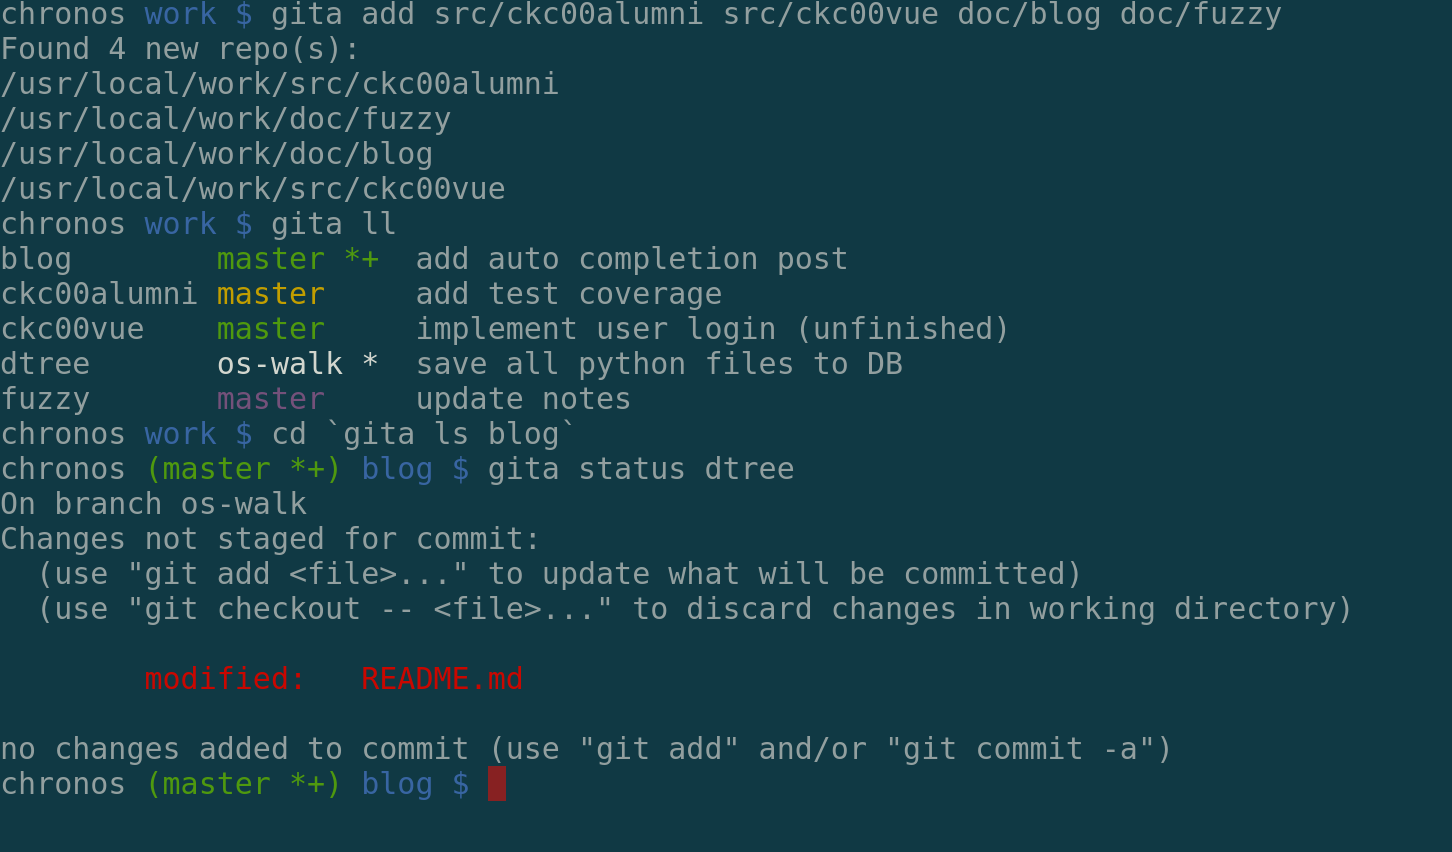 chronos work $ gita add src/ckc00alumni src/ckc00vue doc/blog doc/fuzzy
Found 4 new repo(s):
/usr/local/work/src/ckc00alumni
/usr/local/work/doc/fuzzy
/usr/local/work/doc/blog
/usr/local/work/src/ckc00vue
chronos work $ gita ll
blog        master *+  add auto completion post
ckc00alumni master     add test coverage
ckc00vue    master     implement user login (unfinished)
dtree       os-walk *  save all python files to DB
fuzzy       master     update notes
chronos work $ cd `gita ls blog`
chronos (master *+) blog $ gita status dtree
On branch os-walk
Changes not staged for commit:
  (use "git add <file>..." to update what will be committed)
  (use "git checkout -- <file>..." to discard changes in working directory)
        modified:   README.md
no changes added to commit (use "git add" and/or "git commit -a")
chronos (master *+) blog $